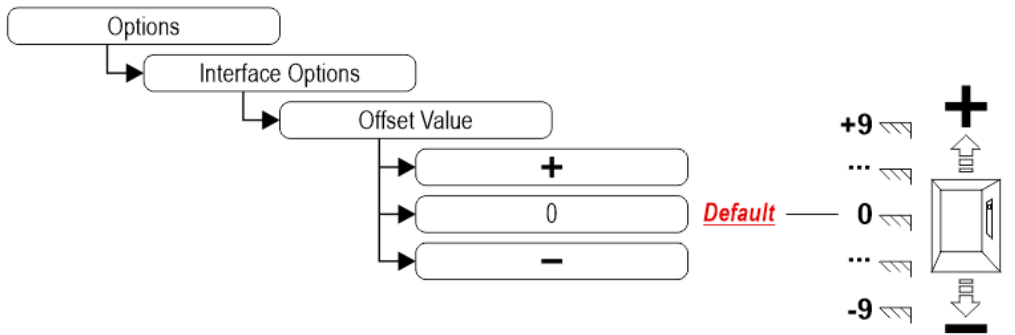 Options
Interface Options
Offset Value
+
0
−
Default
+9
...
0
...
-9
+
−